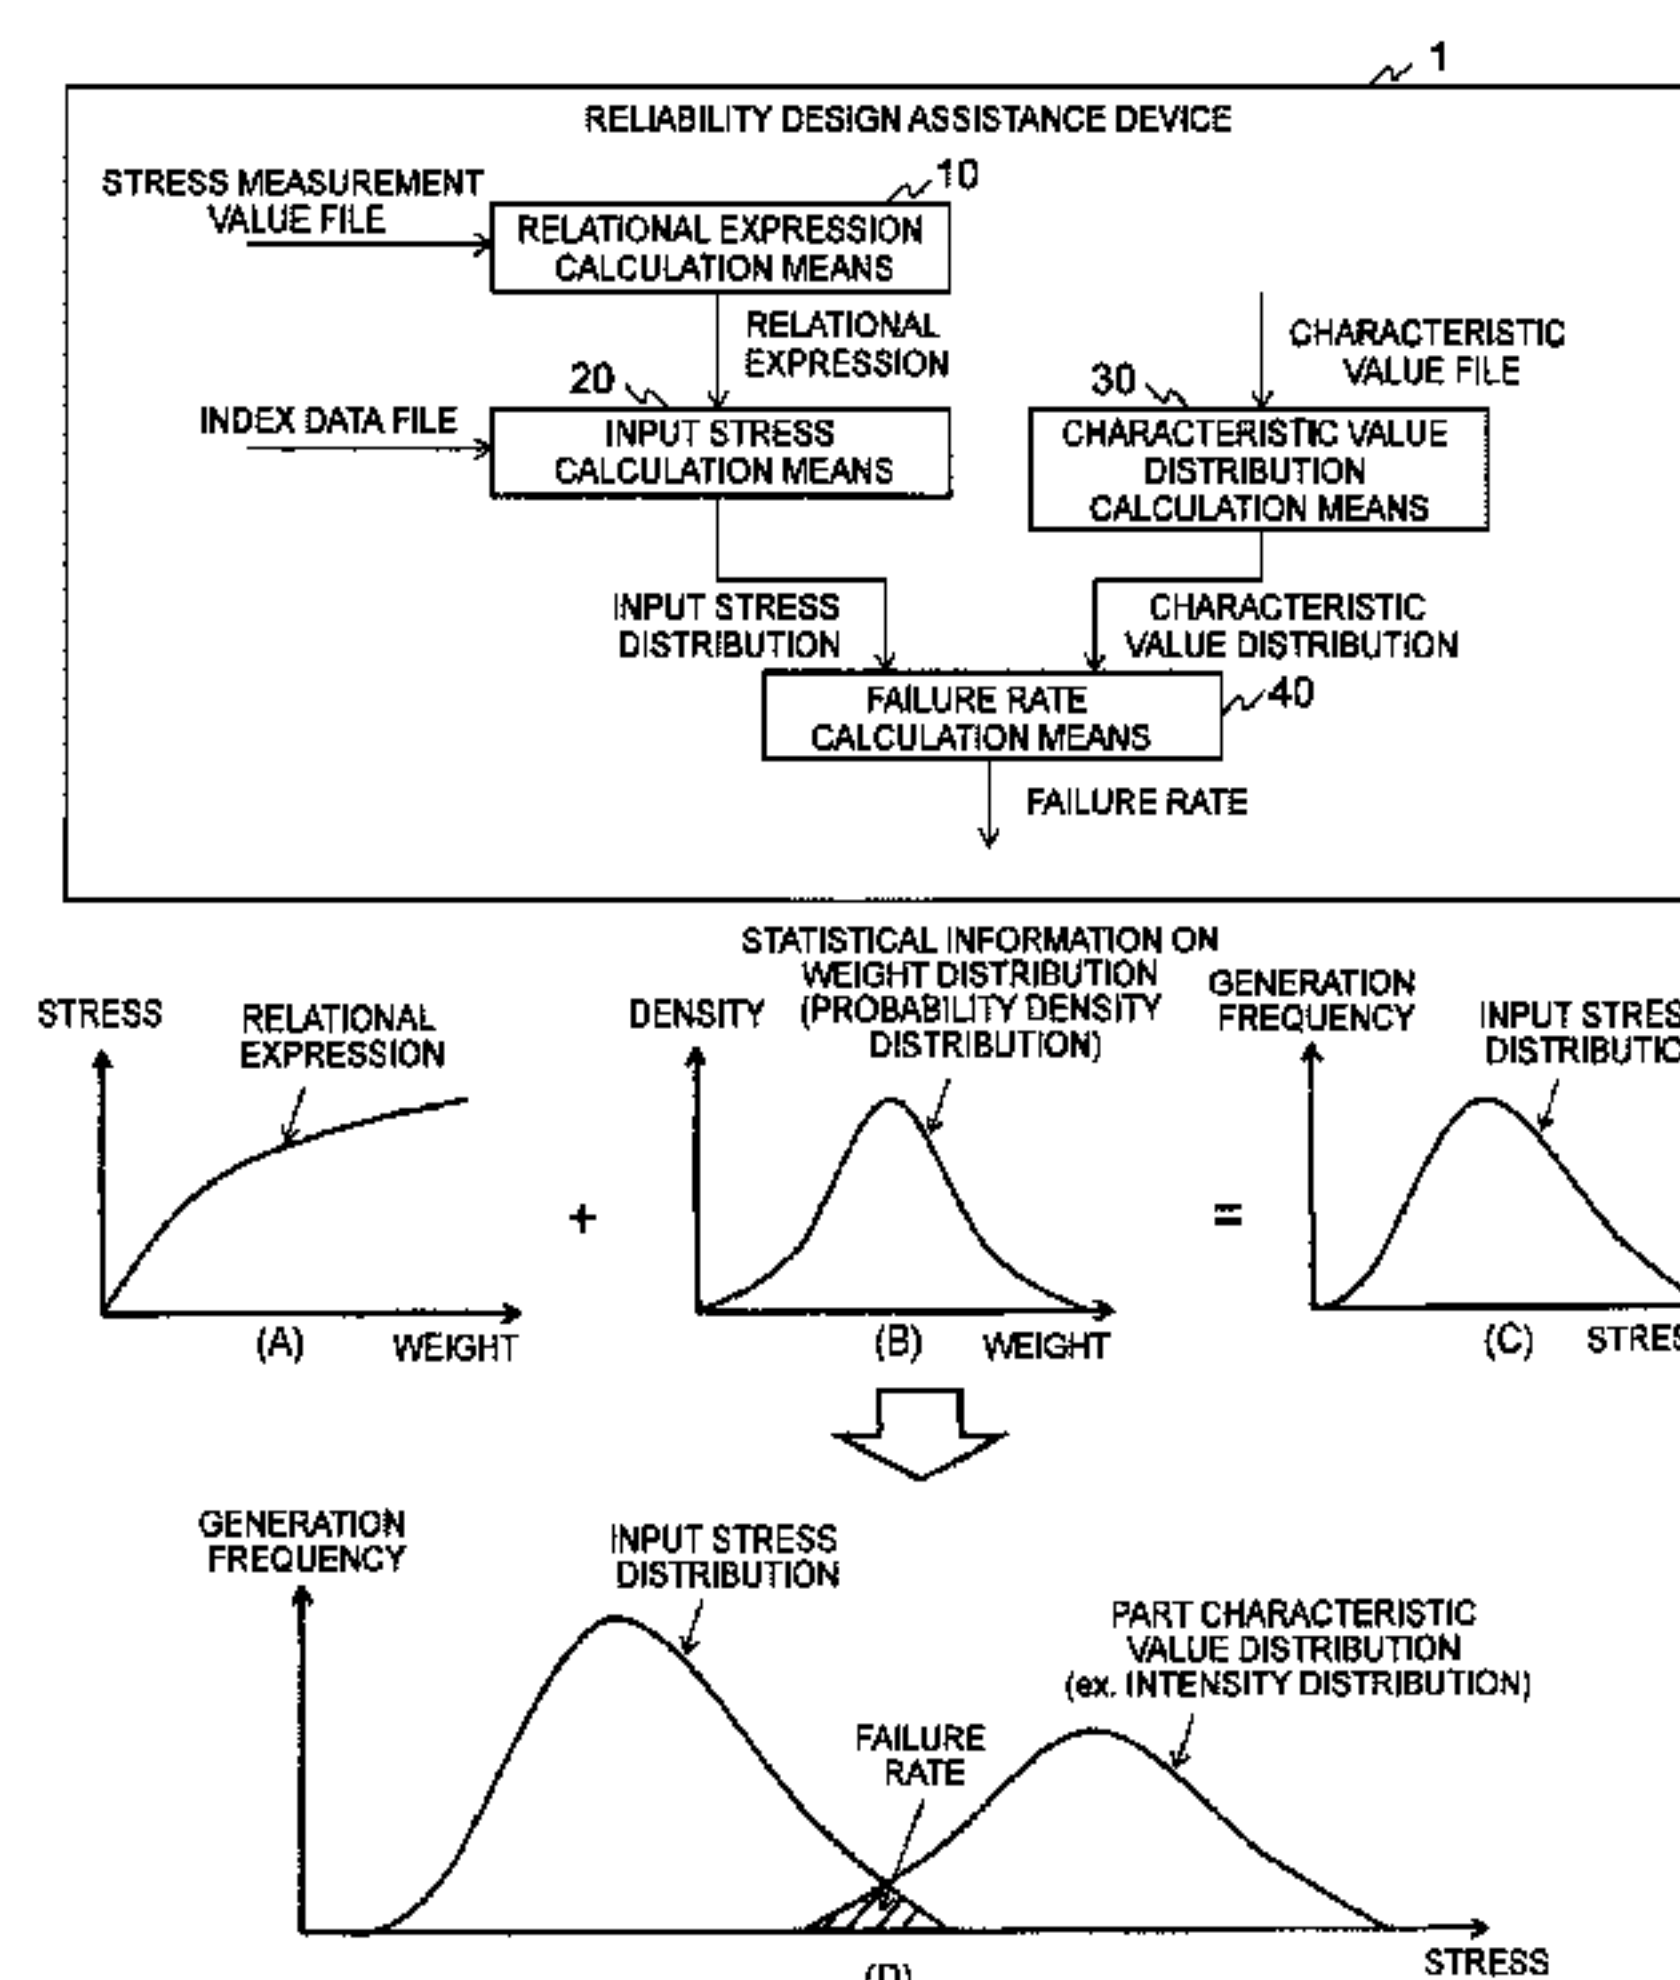 1
RELIABILITY DESIGN ASSISTANCE DEVICE
STRESS MEASUREMENT
VALUE FILE
10
RELATIONAL EXPRESSION
CALCULATION MEANS
RELATIONAL
EXPRESSION
CHARACTERISTIC
VALUE FILE
20
30
INDEX DATA FILE
INPUT STRESS
CALCULATION MEANS
CHARACTERISTIC VALUE
DISTRIBUTION
CALCULATION MEANS
INPUT STRESS
DISTRIBUTION
CHARACTERISTIC
VALUE DISTRIBUTION
FAILURE RATE
CALCULATION MEANS
40
FAILURE RATE
STRESS
RELATIONAL
EXPRESSION
(A)
WEIGHT
+
DENSITY
STATISTICAL INFORMATION ON
WEIGHT DISTRIBUTION
(PROBABILITY DENSITY
DISTRIBUTION)
(B)
WEIGHT
=
GENERATION
FREQUENCY
INPUT STRES
DISTRIBUTIO
(C)
STRES
GENERATION
FREQUENCY
INPUT STRESS
DISTRIBUTION
PART CHARACTERISTIC
VALUE DISTRIBUTION
(ex. INTENSITY DISTRIBUTION)
FAILURE
RATE
STRESS
(D)